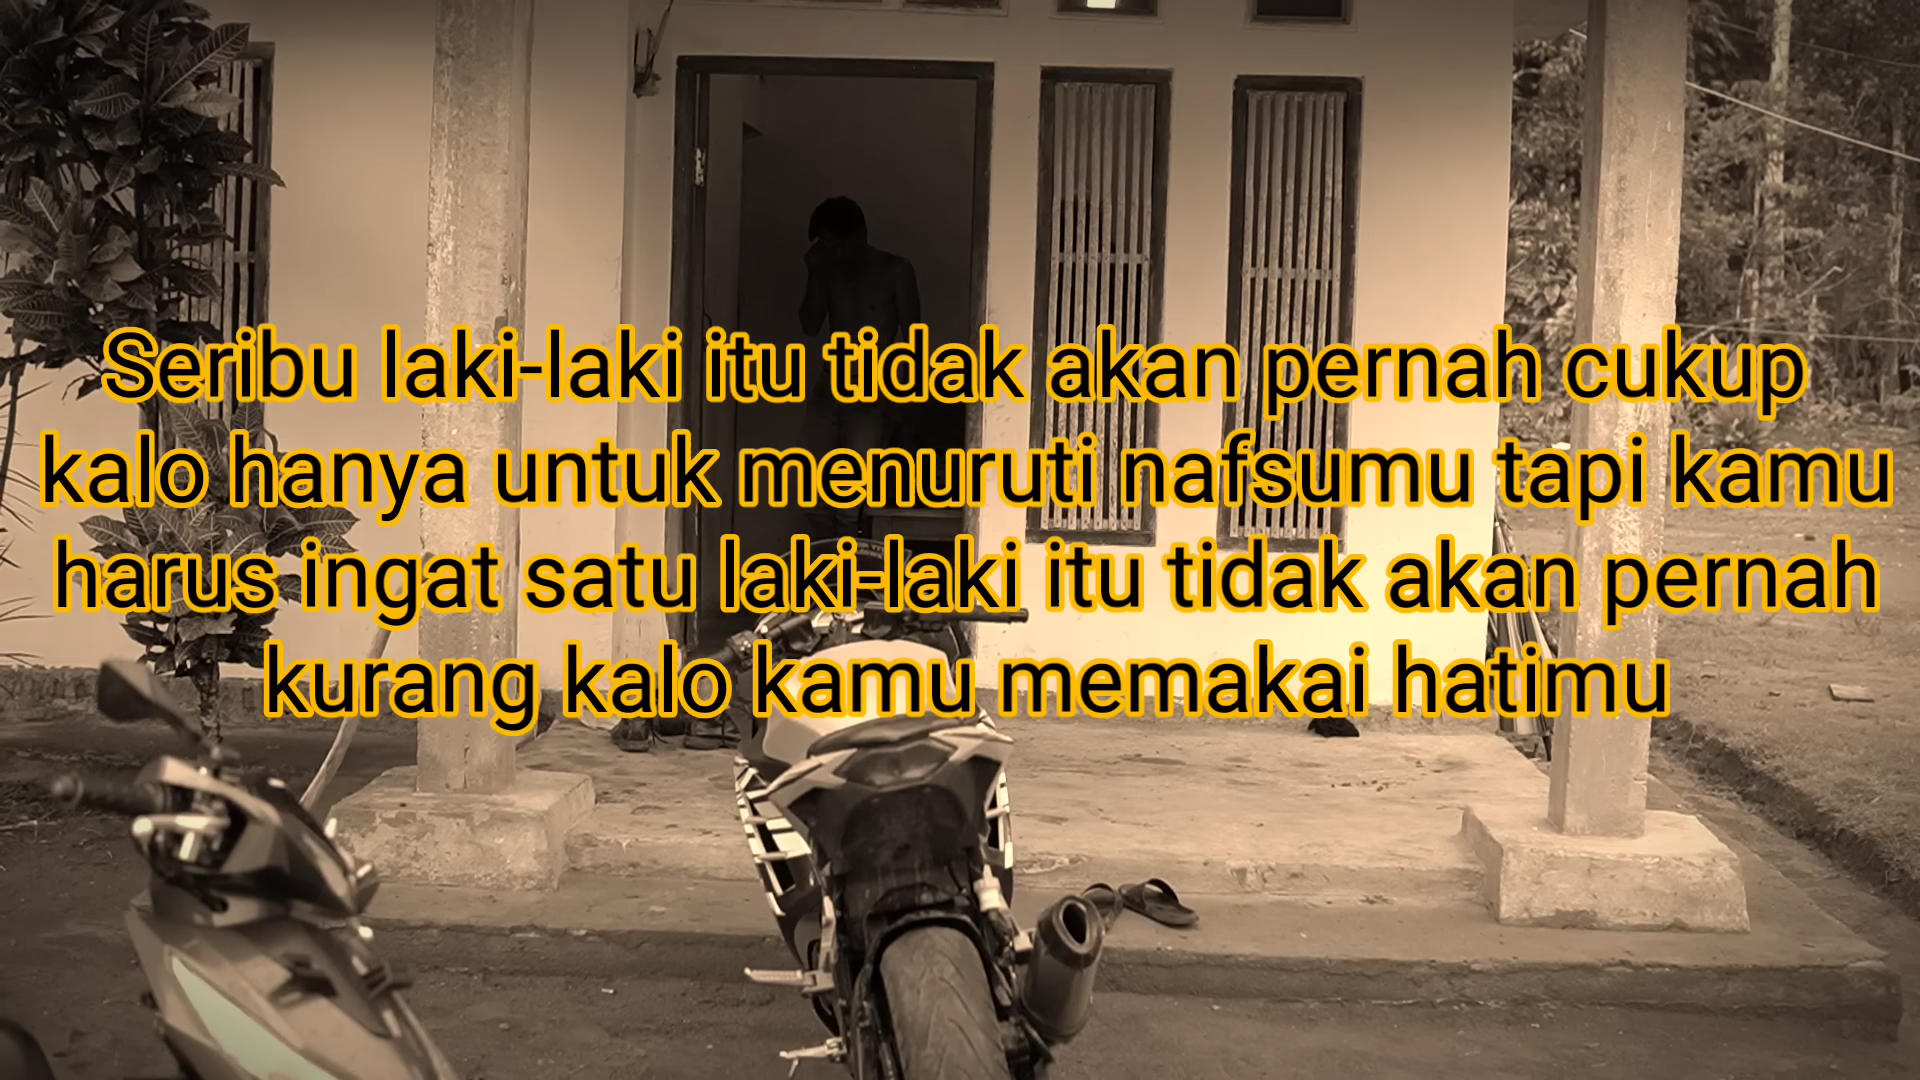 Seribu laki-laki itu tidak akan pernah cukup
kalo hanya untuk menuruti nafsumu tapi kamu
harus ingat satu laki-laki itu tidak akan pernah
kurang kalo kamu memakai hatimu